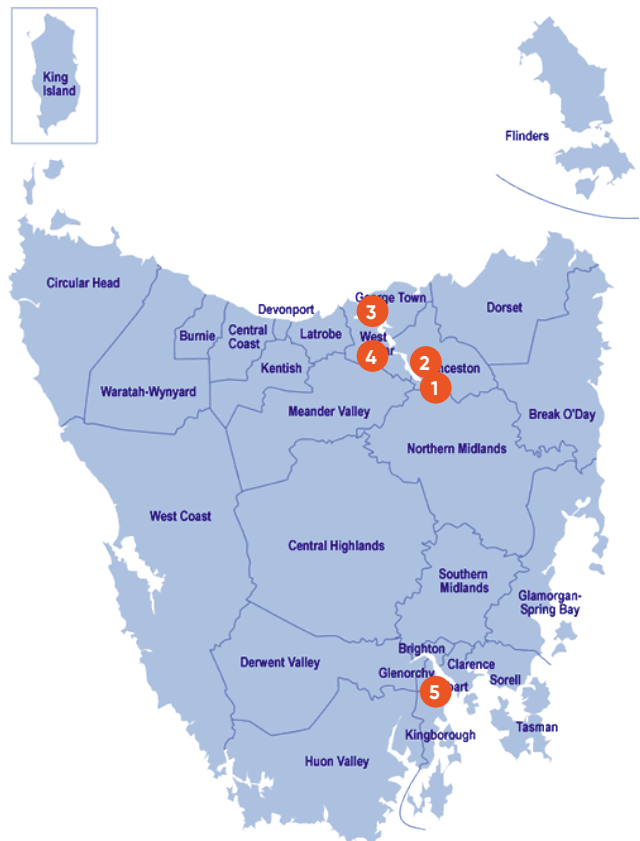 King
Island
Flinders
Circular Head
George Town
Devonport
Dorset
3
Burnie
Central
Coast
Latrobe
West
4
2
Kentish
1
Waratah-Wynyard
Meander Valley
Break O'Day
Northern Midlands
West Coast
Central Highlands
Southern
Midlands
Glamorgan-
Spring Bay
Brighton
Derwent Valley
Glenorchy
Clarence
Sorell
5
Tasman
Kingborough
Huon Valley